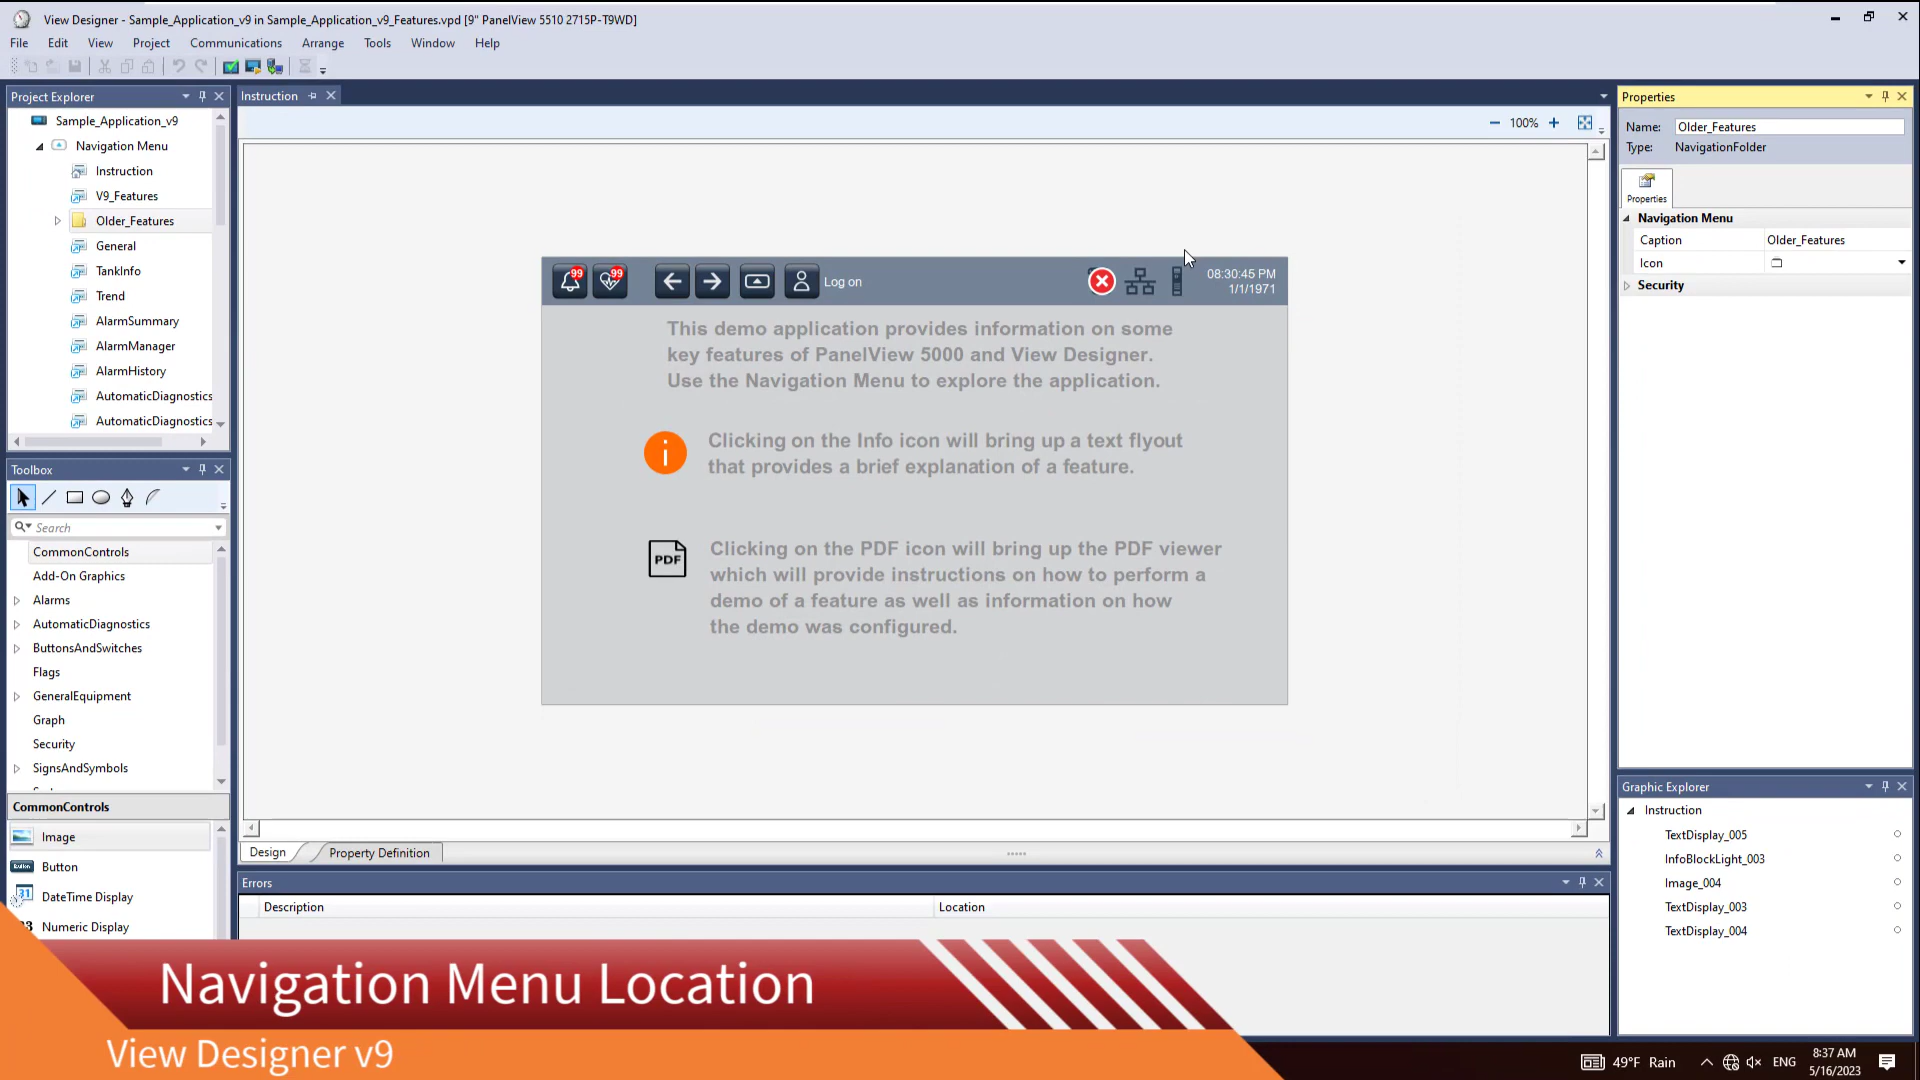 View Designer - Sample_Application_v9 in Sample_Application_v9_Features.vpd [9" PanelView 5510 2715P-T9WD]
File Edit View Project Communications Arrange Tools Window Help
Project Explorer
Sample_Application_v9
Navigation Menu
Instruction
V9_Features
Older_Features
General
TankInfo
Trend
AlarmSummary
AlarmManager
AlarmHistory
AutomaticDiagnostics
AutomaticDiagnostics
Toolbox
Search
CommonControls
Add-On Graphics
Alarms
AutomaticDiagnostics
ButtonsAndSwitches
Flags
GeneralEquipment
Graph
Security
SignsAndSymbols
CommonControls
Image
Button
Button
31
DateTime Display
Numeric Display
Instruction
100%
99
99
Log on
08:30:45 PM
1/1/1971
This demo application provides information on some
key features of PanelView 5000 and View Designer.
Use the Navigation Menu to explore the application.
i
Clicking on the Info icon will bring up a text flyout
that provides a brief explanation of a feature.
PDF
Clicking on the PDF icon will bring up the PDF viewer
which will provide instructions on how to perform a
demo of a feature as well as information on how
the demo was configured.
Design Property Definition
Errors
Description Location
Properties
Name: Older_Features
Type: NavigationFolder
Properties
Navigation Menu
Caption Older_Features
Icon
Security
Graphic Explorer
Instruction
TextDisplay_005
InfoBlockLight_003
Image_004
TextDisplay_003
TextDisplay_004
Navigation Menu Location
View Designer v9
49°F Rain
ENG
8:37 AM
5/16/2023